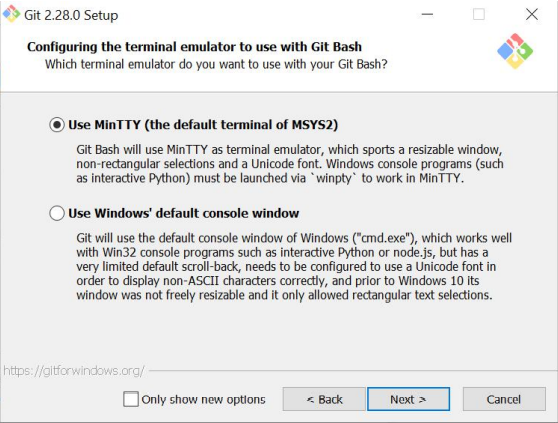 Git 2.28.0 Setup
Configuring the terminal emulator to use with Git Bash
Which terminal emulator do you want to use with your Git Bash?
Use MinTTY (the default terminal of MSYS2)
Git Bash will use MinTTY as terminal emulator, which sports a resizable window,
non-rectangular selections and a Unicode font. Windows console programs (such
as interactive Python) must be launched via `winpty` to work in MinTTY.
Use Windows' default console window
Git will use the default console window of Windows ("cmd.exe"), which works well
with Win32 console programs such as interactive Python or node.js, but has a
very limited default scroll-back, needs to be configured to use a Unicode font in
order to display non-ASCII characters correctly, and prior to Windows 10 its
window was not freely resizable and it only allowed rectangular text selections.
https://gitforwindows.org/
Only show new options
< Back
Next >
Cancel